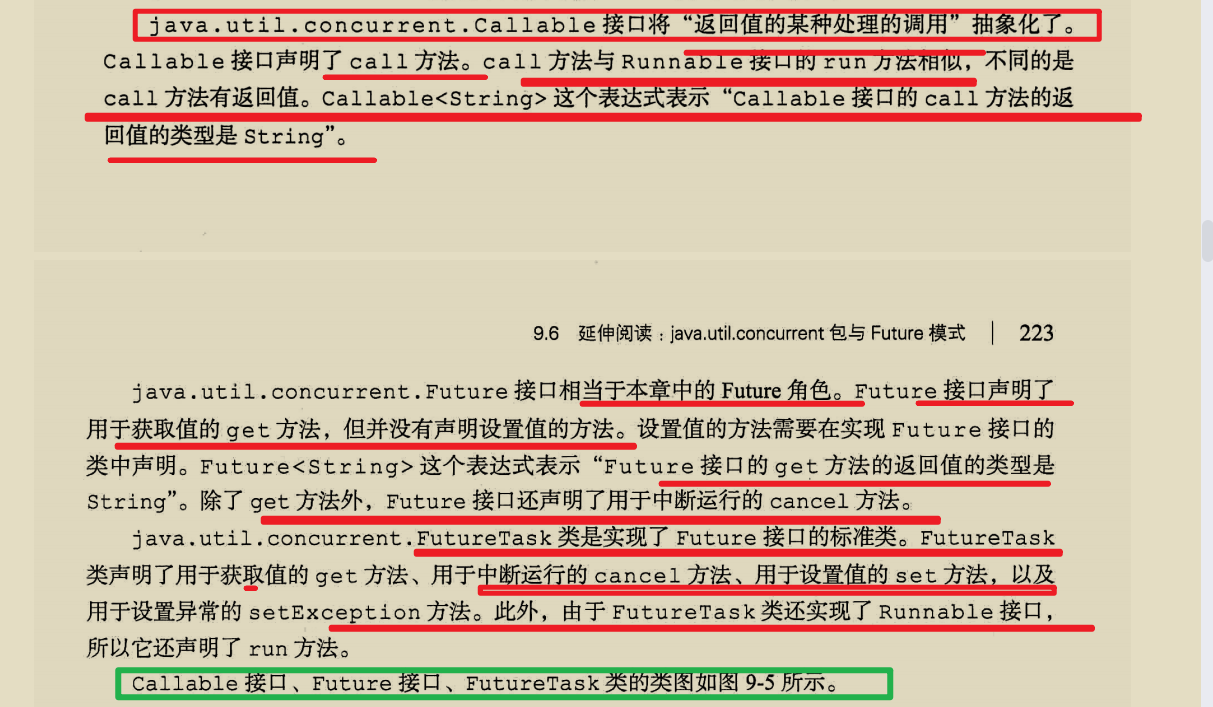 java.util.concurrent.Callable 接口将“返回值的某种处理的调用”抽象化了。
Callable 接口声明了 call 方法。call 方法与 Runnable 接口的 run 方法相似，不同的是
call 方法有返回值。Callable<String> 这个表达式表示“Callable 接口的 call 方法的返
回值的类型是 String”。
9.6 延伸阅读：java.util.concurrent 包与 Future 模式 | 223
java.util.concurrent.Future 接口相当于本章中的 Future 角色。Future 接口声明了
用于获取值的 get 方法，但并没有声明设置值的方法。设置值的方法需要在实现 Future 接口的
类中声明。Future<String> 这个表达式表示“Future 接口的 get 方法的返回值的类型是
String”。除了 get 方法外，Future 接口还声明了用于中断运行的 cancel 方法。
java.util.concurrent.FutureTask 类是实现了 Future 接口的标准类。FutureTask
类声明了用于获取值的 get 方法、用于中断运行的 cancel 方法、用于设置值的 set 方法，以及
用于设置异常的 setException 方法。此外，由于 FutureTask 类还实现了 Runnable 接口，
所以它还声明了 run 方法。
Callable 接口、Future 接口、FutureTask 类的类图如图 9-5 所示。